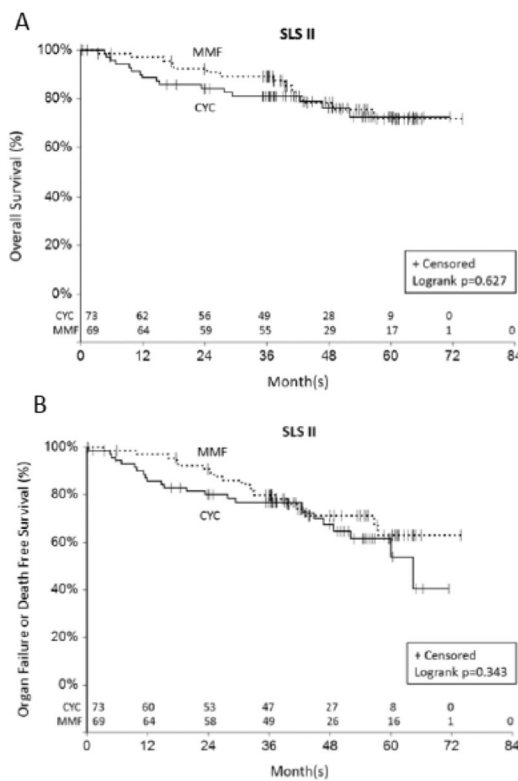 A
SLS II
100%
80%
60%
40%
20%
0%
Overall Survival (%)
MMF
CYC
+ Censored
Logrank p=0.627
CYC 73 62 56 49 28 9 0
MMF 69 64 59 55 29 17 1 0
0 12 24 36 48 60 72 84
Month(s)
B
SLS II
100%
80%
60%
40%
20%
0%
Organ Failure or Death Free Survival (%)
MMF
CYC
+ Censored
Logrank p=0.343
CYC 73 60 53 47 27 8 0
MMF 69 64 58 49 26 16 1 0
0 12 24 36 48 60 72 84
Month(s)